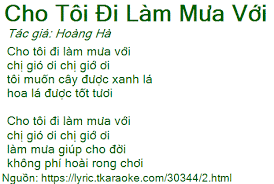 Cho Tôi Đi Làm Mưa Với
Tác giả: Hoàng Hà
Cho tôi đi làm mưa với
chị gió ơi chị giớ ơi
tôi muốn cây được xanh lá
hoa lá được tốt tươi
Cho tôi đi làm mưa với
chị gió ơi chị giớ ơi
làm mưa giúp cho đời
không phí hoài rong chơi
Nguồn: https://lyric.tkaraoke.com/30344/2.html